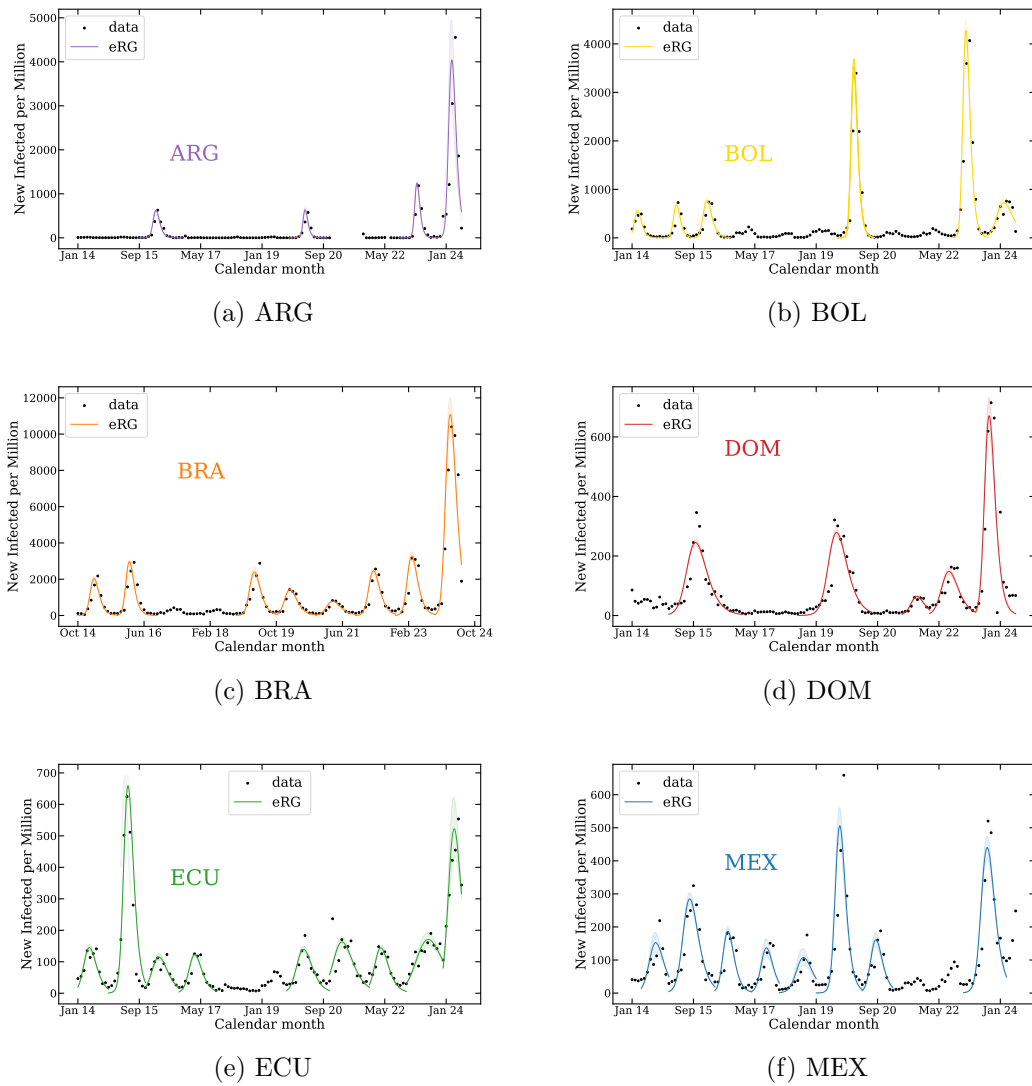 5000
4000
3000
2000
1000
0
New Infected per Million
data
eRG
ARG
Jan 14 Sep 15 May 17 Jan 19 Sep 20 May 22 Jan 24
Calendar month
(a) ARG
4000
3000
2000
1000
0
New Infected per Million
data
eRG
BOL
Jan 14 Sep 15 May 17 Jan 19 Sep 20 May 22 Jan 24
Calendar month
(b) BOL
12000
10000
8000
6000
4000
2000
0
New Infected per Million
data
eRG
BRA
Oct 14 Jun 16 Feb 18 Oct 19 Jun 21 Feb 23 Oct 24
Calendar month
(c) BRA
600
400
200
0
New Infected per Million
data
eRG
DOM
Jan 14 Sep 15 May 17 Jan 19 Sep 20 May 22 Jan 24
Calendar month
(d) DOM
700
600
500
400
300
200
100
0
New Infected per Million
data
eRG
ECU
Jan 14 Sep 15 May 17 Jan 19 Sep 20 May 22 Jan 24
Calendar month
(e) ECU
600
500
400
300
200
100
0
New Infected per Million
data
eRG
MEX
Jan 14 Sep 15 May 17 Jan 19 Sep 20 May 22 Jan 24
Calendar month
(f) MEX